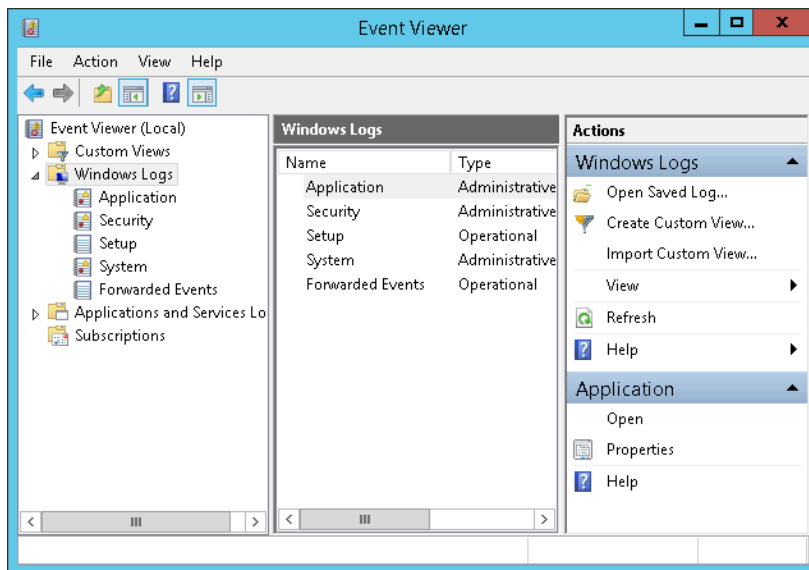 Event Viewer
File Action View Help
Event Viewer (Local)
Custom Views
Windows Logs
Application
Security
Setup
System
Forwarded Events
Applications and Services Lo
Subscriptions
Windows Logs
Name Type
Application Administrative
Security Administrative
Setup Operational
System Administrative
Forwarded Events Operational
Actions
Windows Logs
Open Saved Log...
Create Custom View...
Import Custom View...
View
Refresh
Help
Application
Open
Properties
Help